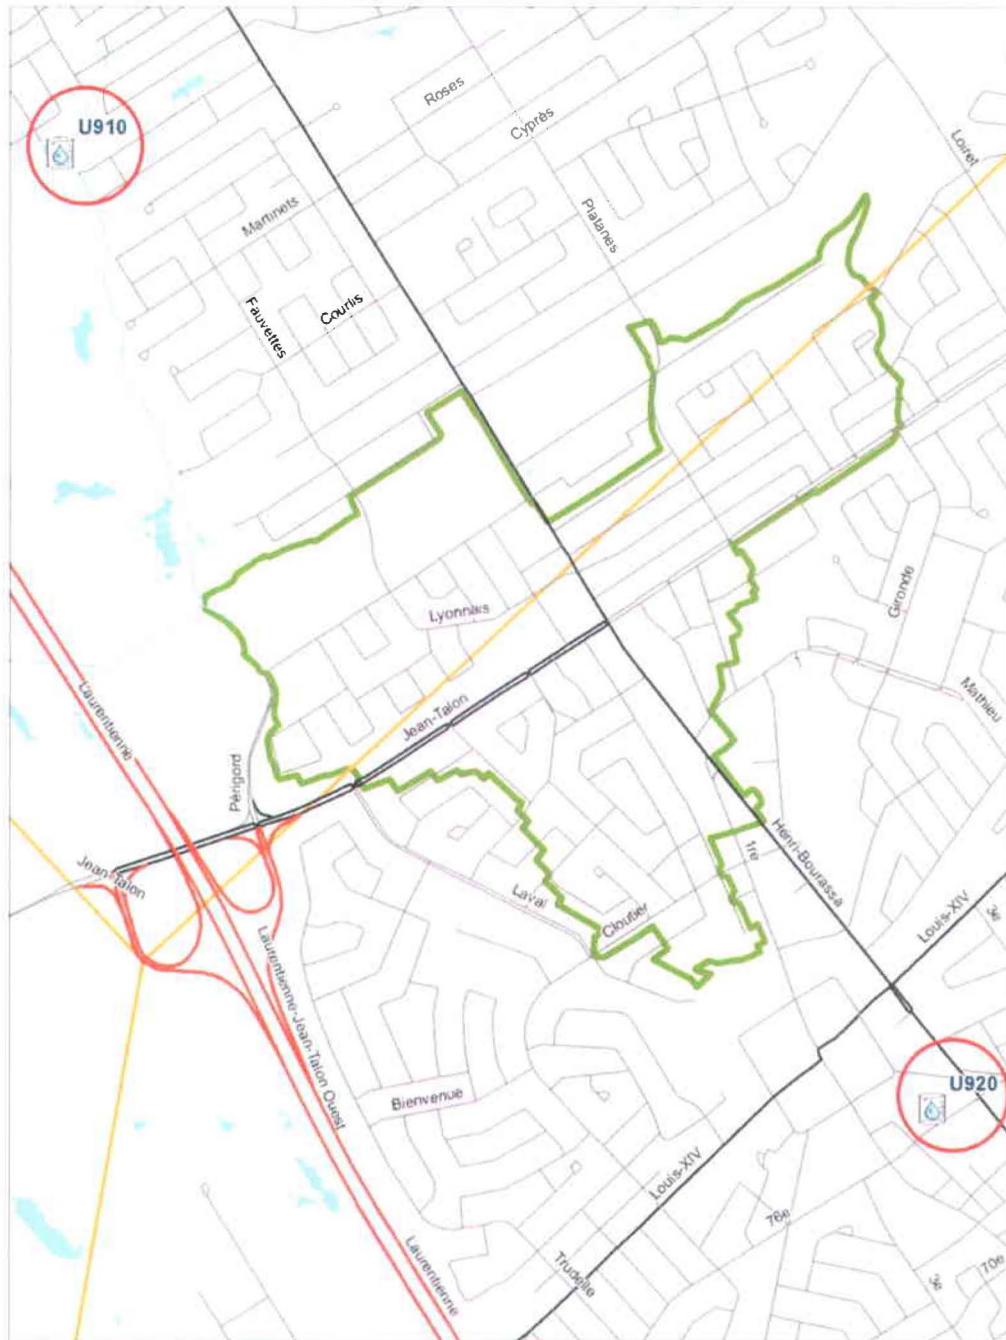 Roses
U910
Cyprès
Loiret
Martinets
Platanes
Courlis
Fauvettes
Gironde
Lyonnais
Mathieu
Laurentienne
Jean-Talon
Périgord
Henri-Bourassa
1re
Jean-Talon
Laval
Cloutier
Louis-XIV
3e
Laurentienne-Jean-Talon Ouest
U920
Bienvenue
Louis-XIV
76e
Laurentienne
Trudelle
3e
70e